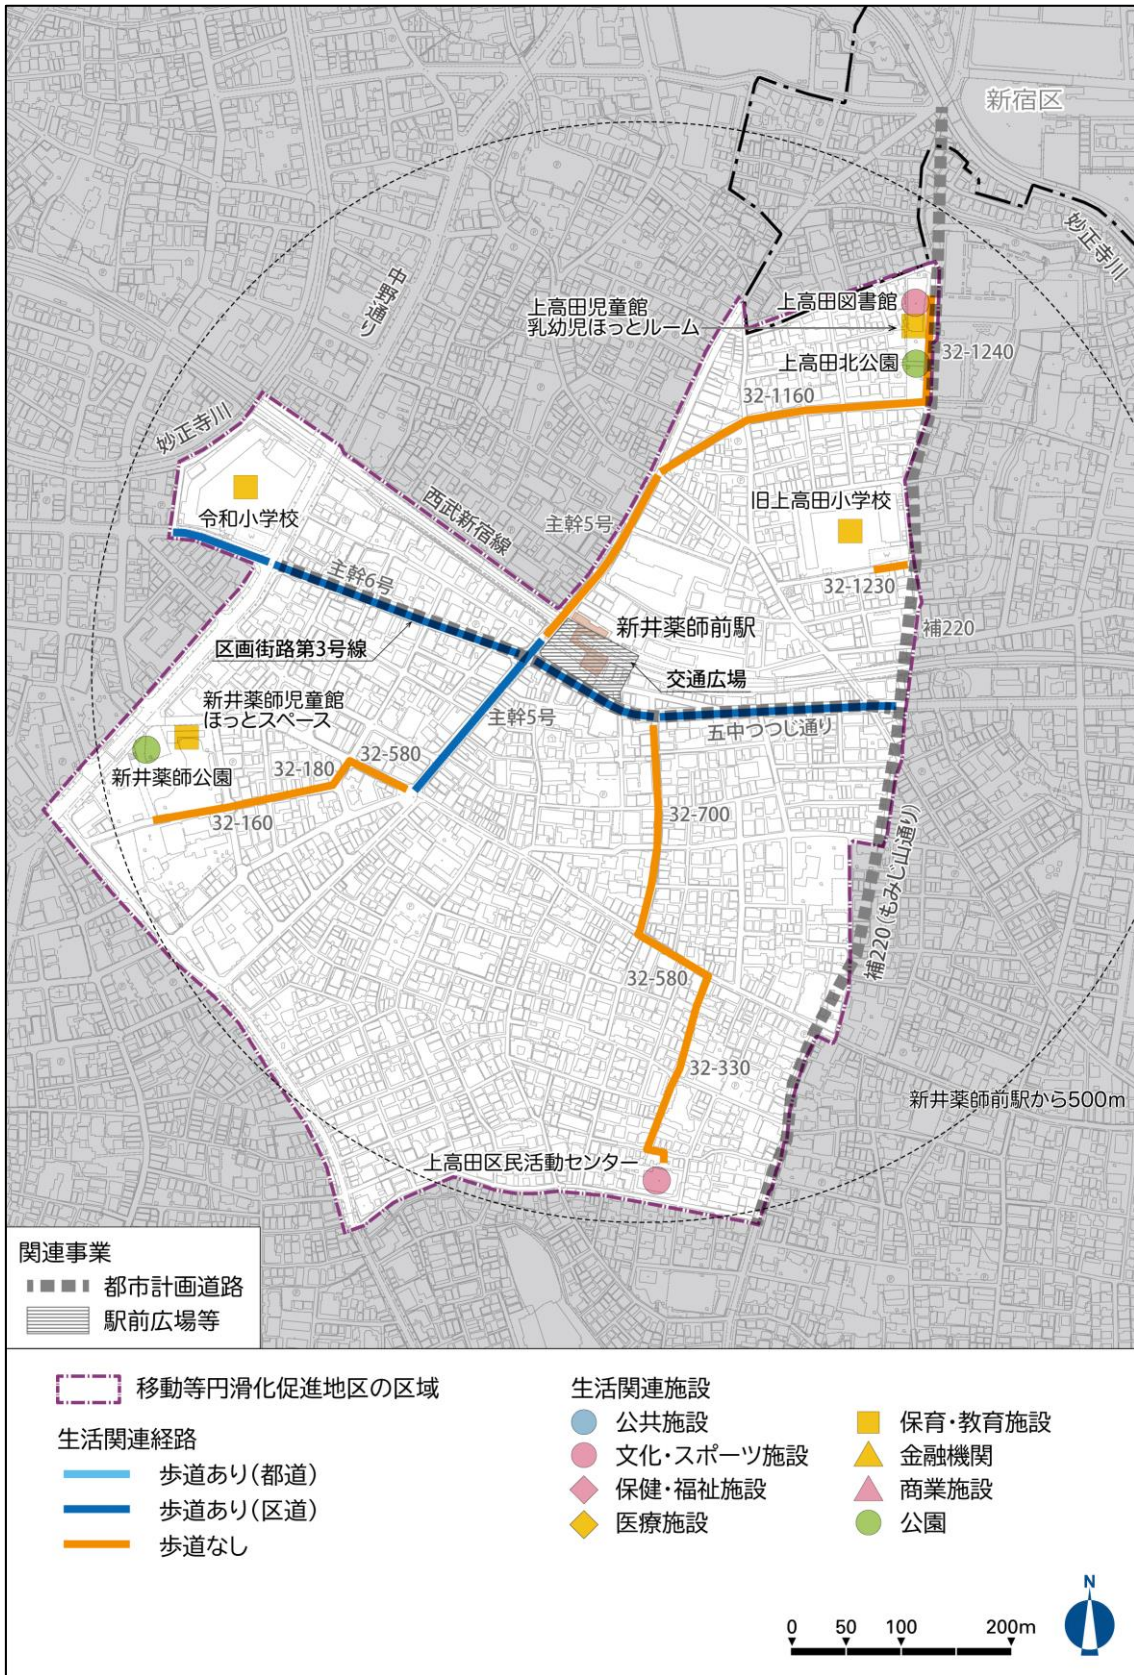 新宿区
妙正寺川
中野通り
上高田図書館
上高田児童館
乳幼児ほっとルーム
32-1240
上高田北公園
32-1160
妙正寺川
西武新宿線
令和小学校
主幹5号
旧上高田小学校
主幹6号
32-1230
区画街路第3号線
新井薬師前駅
補220
交通広場
新井薬師児童館
ほっとスペース
主幹5号
五中つつじ通り
新井薬師公園
32-180
32-580
32-160
32-700
補220(もみじ山通り)
32-580
32-330
新井薬師前駅から500m
上高田区民活動センター
関連事業
都市計画道路
駅前広場等
移動等円滑化促進地区の区域
生活関連経路
歩道あり(都道)
歩道あり(区道)
歩道なし
生活関連施設
公共施設
文化・スポーツ施設
保健・福祉施設
医療施設
保育・教育施設
金融機関
商業施設
公園
N
0 50 100 200m